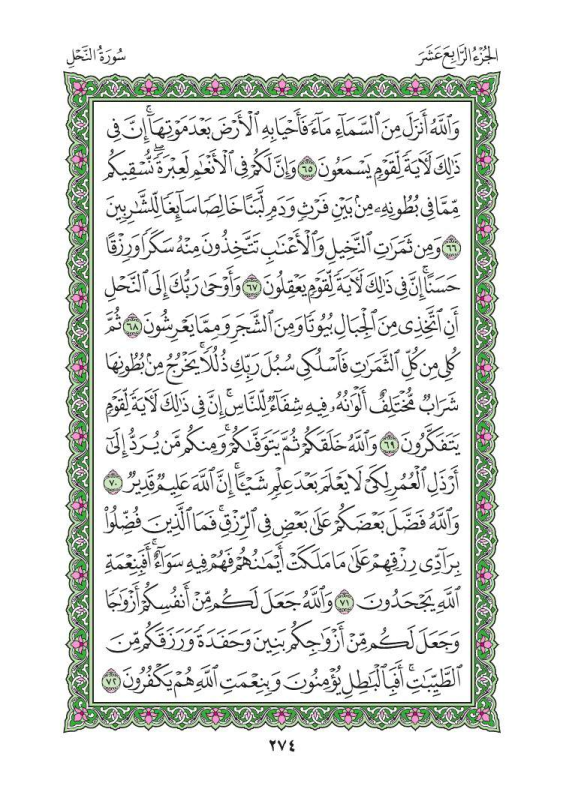 الجُزْءُ الرَّابِعَ عَشَرَ
سُورَةُ النَّحْلِ
وَٱللَّهُ أَنزَلَ مِنَ ٱلسَّمَآءِ مَآءً فَأَحۡيَا بِهِ ٱلۡأَرۡضَ بَعۡدَ مَوۡتِهَآۚ إِنَّ فِي
ذَٰلِكَ لَأٓيَةٗ لِّقَوۡمٖ يَسۡمَعُونَ ٦٥ وَإِنَّ لَكُمۡ فِي ٱلۡأَنۡعَٰمِ لَعِبۡرَةٗۖ نُّسۡقِيكُم
مِّمَّا فِي بُطُونِهِۦ مِنۢ بَيۡنِ فَرۡثٖ وَدَمٖ لَّبَنًا خَالِصٗا سَآئِغٗا لِّلشَّٰرِبِينَ
٦٦ وَمِن ثَمَرَٰتِ ٱلنَّخِيلِ وَٱلۡأَعۡنَٰبِ تَتَّخِذُونَ مِنۡهُ سَكَرٗا وَرِزۡقًا
حَسَنًاۚ إِنَّ فِي ذَٰلِكَ لَأٓيَةٗ لِّقَوۡمٖ يَعۡقِلُونَ ٦٧ وَأَوۡحَىٰ رَبُّكَ إِلَى ٱلنَّحۡلِ
أَنِ ٱتَّخِذِي مِنَ ٱلۡجِبَالِ بُيُوتٗا وَمِنَ ٱلشَّجَرِ وَمِمَّا يَعۡرِشُونَ ٦٨ ثُمَّ
كُلِي مِن كُلِّ ٱلثَّمَرَٰتِ فَٱسۡلُكِي سُبُلَ رَبِّكِ ذُلُلٗاۚ يَخۡرُجُ مِنۢ بُطُونِهَا
شَرَابٞ مُّخۡتَلِفٌ أَلۡوَٰنُهُۥ فِيهِ شِفَآءٞ لِّلنَّاسِۚ إِنَّ فِي ذَٰلِكَ لَأٓيَةٗ لِّقَوۡمٖ
يَتَفَكَّرُونَ ٦٩ وَٱللَّهُ خَلَقَكُمۡ ثُمَّ يَتَوَفَّىٰكُمۡۚ وَمِنكُم مَّن يُرَدُّ إِلَىٰٓ
أَرۡذَلِ ٱلۡعُمُرِ لِكَيۡ لَا يَعۡلَمَ بَعۡدَ عِلۡمٖ شَيۡـًٔاۚ إِنَّ ٱللَّهَ عَلِيمٞ قَدِيرٞ ٧٠
وَٱللَّهُ فَضَّلَ بَعۡضَكُمۡ عَلَىٰ بَعۡضٖ فِي ٱلرِّزۡقِۚ فَمَا ٱلَّذِينَ فُضِّلُواْ
بِرَآدِّي رِزۡقِهِمۡ عَلَىٰ مَا مَلَكَتۡ أَيۡمَٰنُهُمۡ فَهُمۡ فِيهِ سَوَآءٌۚ أَفَبِنِعۡمَةِ
ٱللَّهِ يَجۡحَدُونَ ٧١ وَٱللَّهُ جَعَلَ لَكُم مِّنۡ أَنفُسِكُمۡ أَزۡوَٰجٗا
وَجَعَلَ لَكُم مِّنۡ أَزۡوَٰجِكُم بَنِينَ وَحَفَدَةٗ وَرَزَقَكُم مِّنَ
ٱلطَّيِّبَٰتِۚ أَفَبِٱلۡبَٰطِلِ يُؤۡمِنُونَ وَبِنِعۡمَتِ ٱللَّهِ هُمۡ يَكۡفُرُونَ ٧٢
٢٧٤